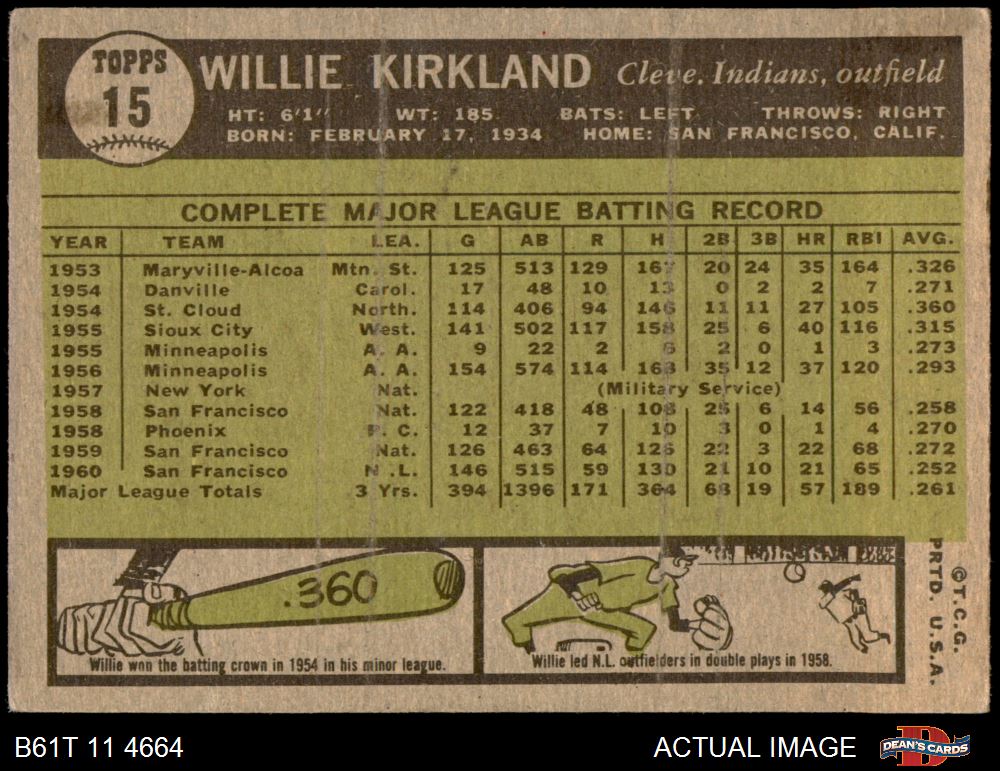 TOPPS
15
WILLIE KIRKLAND Cleve. Indians, outfield
HT: 6'1" WT: 185 BATS: LEFT THROWS: RIGHT
BORN: FEBRUARY 17, 1934 HOME: SAN FRANCISCO, CALIF.
COMPLETE MAJOR LEAGUE BATTING RECORD
YEAR TEAM LEA. G AB R H 2B 3B HR RBI AVG.
1953 Maryville-Alcoa Mtn. St. 125 513 129 167 20 24 35 164 .326
1954 Danville Carol. 17 48 10 13 0 2 2 7 .271
1954 St. Cloud North. 114 406 94 146 11 11 27 105 .360
1955 Sioux City West. 141 502 117 158 25 6 40 116 .315
1955 Minneapolis A. A. 9 22 2 6 2 0 1 3 .273
1956 Minneapolis A. A. 154 574 114 168 35 12 37 120 .293
1957 New York Nat. (Military Service)
1958 San Francisco Nat. 122 418 48 108 25 6 14 56 .258
1958 Phoenix P. C. 12 37 7 10 3 0 1 4 .270
1959 San Francisco Nat. 126 463 64 126 22 3 22 68 .272
1960 San Francisco N.L. 146 515 59 130 21 10 21 65 .252
Major League Totals 3 Yrs. 394 1396 171 364 68 19 57 189 .261
.360
Willie won the batting crown in 1954 in his minor league.
Willie led N.L. outfielders in double plays in 1958.
©T.C.G.
PRTD. U.S.A.
B61T 11 4664 ACTUAL IMAGE DEAN'S CARDS